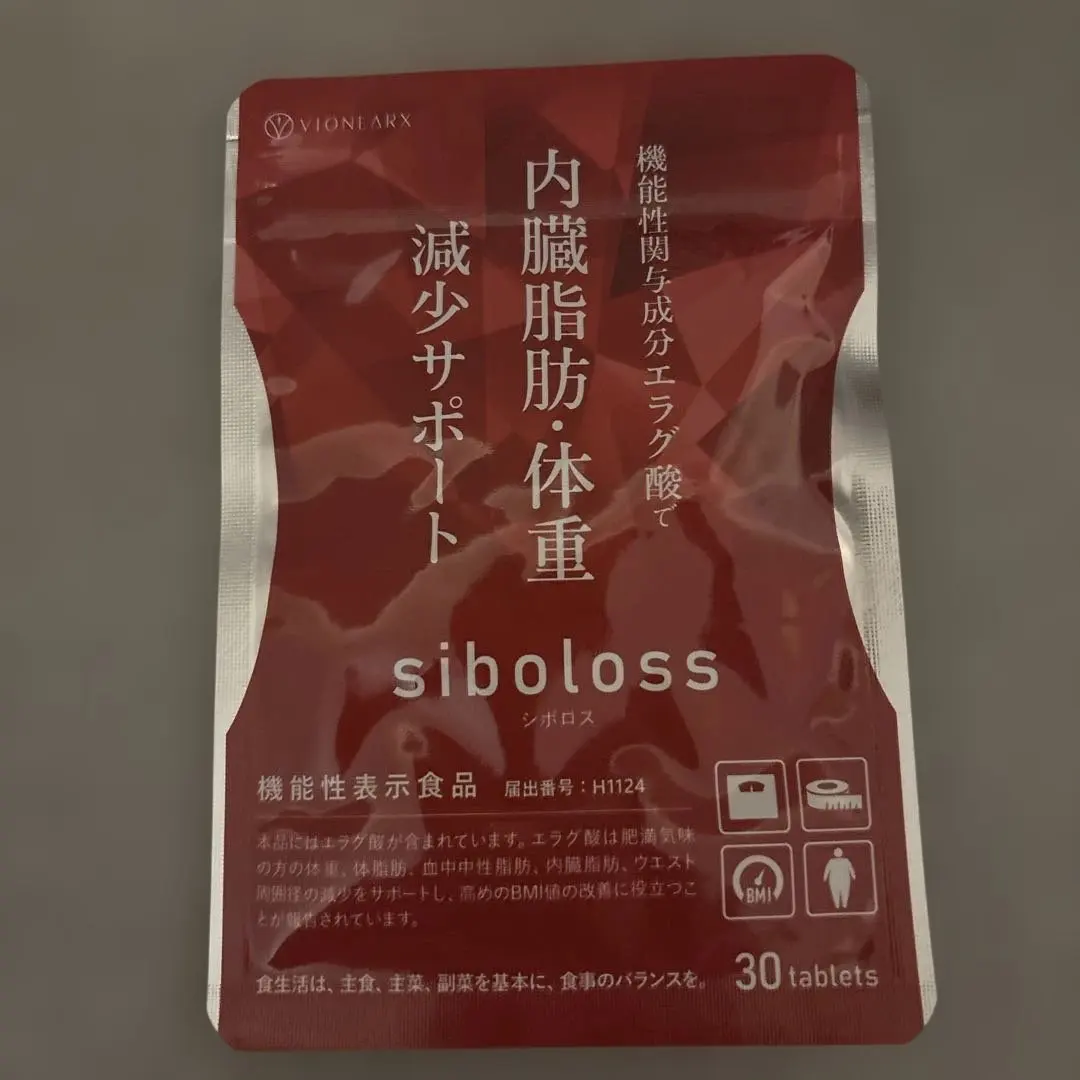 VIONEARX
機能性関与成分エラグ酸で
内臓脂肪・体重
減少サポート
siboloss
シボロス
機能性表示食品 届出番号：H1124
本品にはエラグ酸が含まれています。エラグ酸は肥満気味
の方の体重、体脂肪、血中中性脂肪、内臓脂肪、ウエスト
周囲径の減少をサポートし、高めのBMI値の改善に役立つこ
とが報告されています。
BMI
食生活は、主食、主菜、副菜を基本に、食事のバランスを。
30 tablets